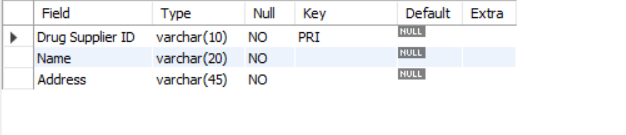 Field Type Null Key Default Extra
Drug Supplier ID varchar(10) NO PRI NULL
Name varchar(20) NO NULL
Address varchar(45) NO NULL